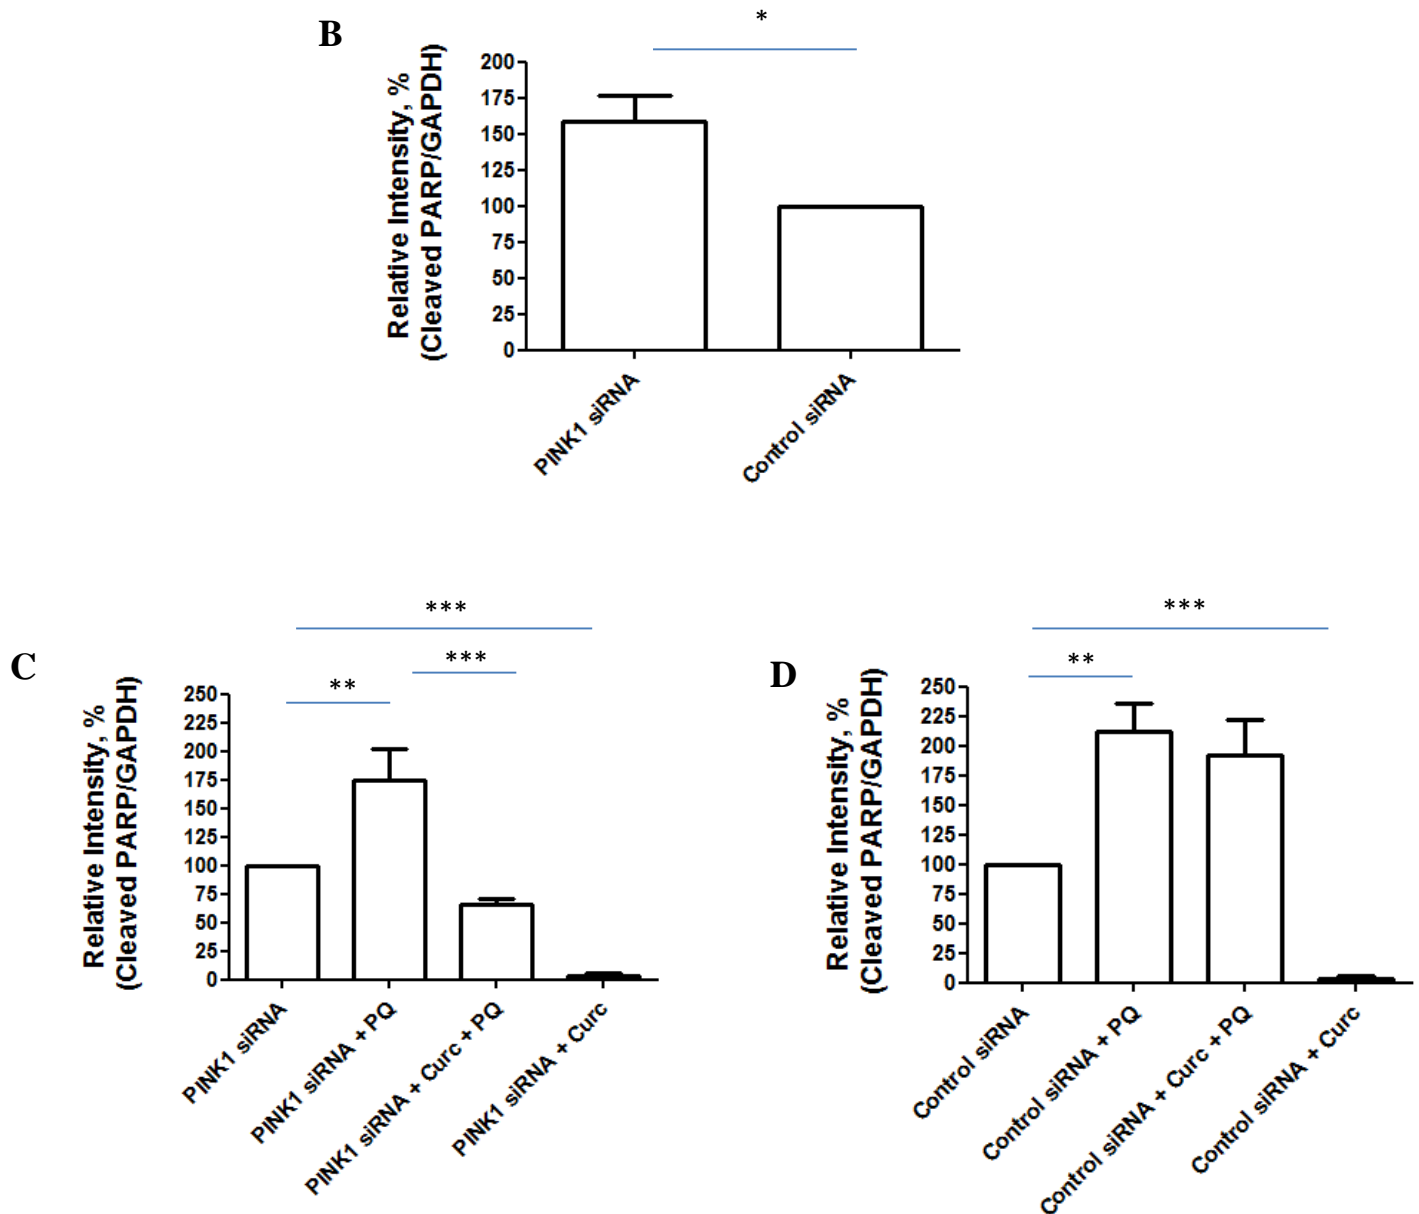 B
*
Relative Intensity, %
(Cleaved PARP/GAPDH)
200
175
150
125
100
75
50
25
0
PINK1 siRNA
Control siRNA
C
***
**
***
Relative Intensity, %
(Cleaved PARP/GAPDH)
250
225
200
175
150
125
100
75
50
25
0
PINK1 siRNA
PINK1 siRNA + PQ
PINK1 siRNA + Curc + PQ
PINK1 siRNA + Curc
D
***
**
Relative Intensity, %
(Cleaved PARP/GAPDH)
250
225
200
175
150
125
100
75
50
25
0
Control siRNA
Control siRNA + PQ
Control siRNA + Curc + PQ
Control siRNA + Curc